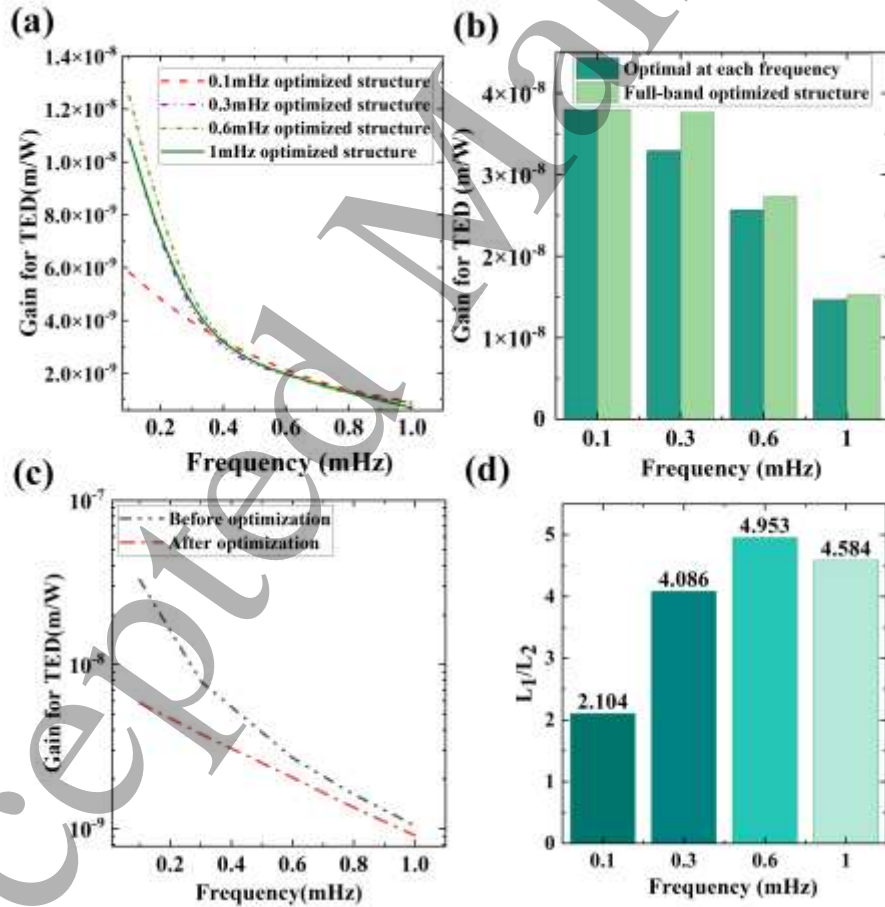 (a)
1.4×10⁻⁸
1.2×10⁻⁸
1.0×10⁻⁸
8.0×10⁻⁹
6.0×10⁻⁹
4.0×10⁻⁹
2.0×10⁻⁹
Gain for TED(m/W)
0.1mHz optimized structure
0.3mHz optimized structure
0.6mHz optimized structure
1mHz optimized structure
0.2 0.4 0.6 0.8 1.0
Frequency (mHz)
(b)
4×10⁻⁸
3×10⁻⁸
2×10⁻⁸
1×10⁻⁸
0
Gain for TED (m/W)
Optimal at each frequency
Full-band optimized structure
0.1 0.3 0.6 1
Frequency (mHz)
(c)
10⁻⁷
10⁻⁸
10⁻⁹
Gain for TED(m/W)
Before optimization
After optimization
0.2 0.4 0.6 0.8 1.0
Frequency(mHz)
(d)
5
4
3
2
1
0
L₁/L₂
2.104
4.086
4.953
4.584
0.1 0.3 0.6 1
Frequency (mHz)